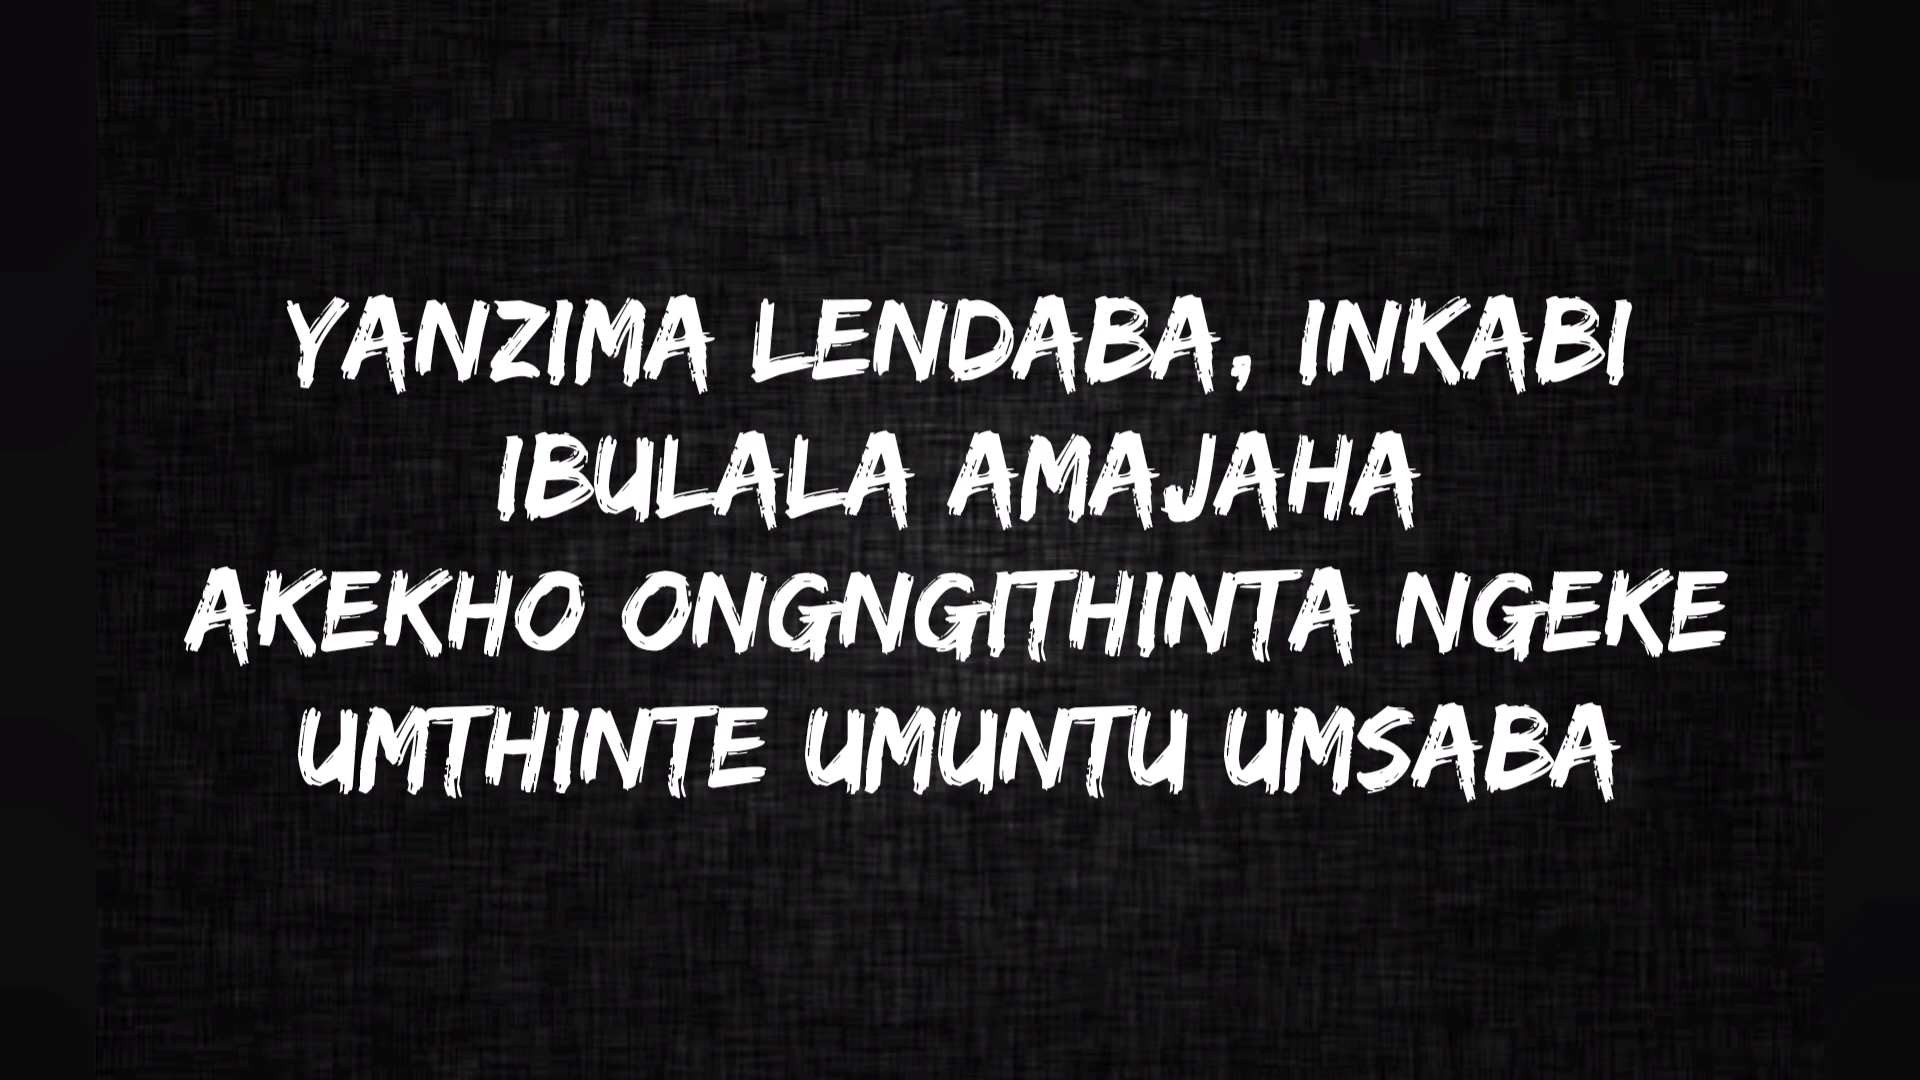 YANZIMA LENDABA, INKABI
IBULALA AMAJAHA
AKEKHO ONGNGITHINTA NGEKE
UMTHINTE UMUNTU UMSABA